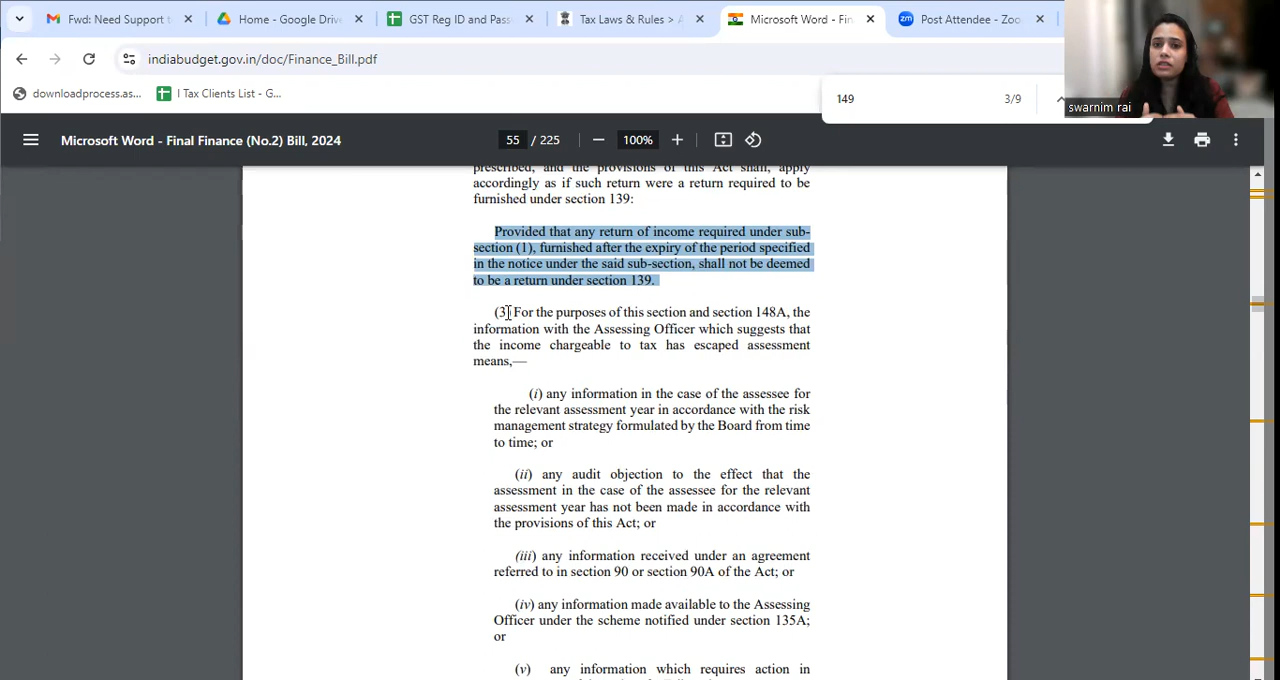 Fwd: Need Support t
Home - Google Drive
GST Reg ID and Pass
Tax Laws & Rules > A
Microsoft Word - Fin
Post Attendee - Zoo
indiabudget.gov.in/doc/Finance_Bill.pdf
downloadprocess.as...
I Tax Clients List - G...
149
3/9
swarnim rai
Microsoft Word - Final Finance (No.2) Bill, 2024
55 / 225
100%
prescribed, and the provisions of this Act shall, apply
accordingly as if such return were a return required to be
furnished under section 139:
Provided that any return of income required under sub-
section (1), furnished after the expiry of the period specified
in the notice under the said sub-section, shall not be deemed
to be a return under section 139.
(3) For the purposes of this section and section 148A, the
information with the Assessing Officer which suggests that
the income chargeable to tax has escaped assessment
means,—
(i) any information in the case of the assessee for
the relevant assessment year in accordance with the risk
management strategy formulated by the Board from time
to time; or
(ii) any audit objection to the effect that the
assessment in the case of the assessee for the relevant
assessment year has not been made in accordance with
the provisions of this Act; or
(iii) any information received under an agreement
referred to in section 90 or section 90A of the Act; or
(iv) any information made available to the Assessing
Officer under the scheme notified under section 135A;
or
(v) any information which requires action in